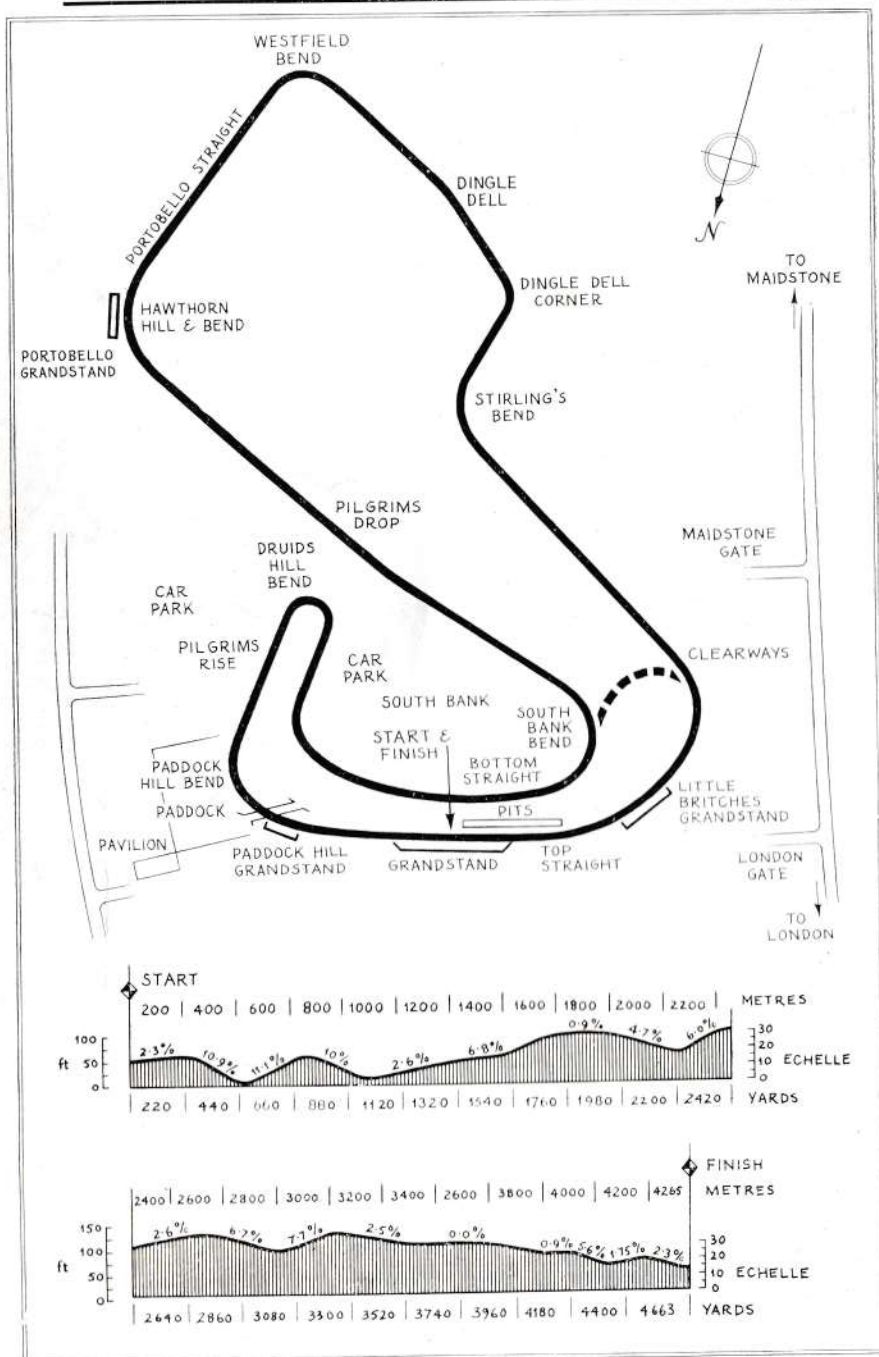 WESTFIELD
BEND
PORTOBELLO STRAIGHT
DINGLE
DELL
N
TO
MAIDSTONE
HAWTHORN
HILL & BEND
DINGLE DELL
CORNER
PORTOBELLO
GRANDSTAND
STIRLING'S
BEND
PILGRIMS
DROP
DRUIDS
HILL
BEND
MAIDSTONE
GATE
CAR
PARK
PILGRIMS
RISE
CAR
PARK
CLEARWAYS
SOUTH BANK
SOUTH
BANK
BEND
START &
FINISH
BOTTOM
STRAIGHT
PADDOCK
HILL BEND
PADDOCK
PITS
LITTLE
BRITCHES
GRANDSTAND
PAVILION
PADDOCK HILL
GRANDSTAND
GRANDSTAND
TOP
STRAIGHT
LONDON
GATE
TO
LONDON
START
200 400 600 800 1000 1200 1400 1600 1800 2000 2200 METRES
100
50
0
ft
2·3% 10·9% 11·1% 10% 2·6% 6·8% 0·9% 4·7% 6·0%
30
20
10
0
ECHELLE
220 440 660 880 1120 1320 1540 1760 1980 2200 2420 YARDS
FINISH
2400 2600 2800 3000 3200 3400 2600 3800 4000 4200 4265 METRES
150
100
50
0
ft
2·6% 6·7% 7·7% 2·5% 0·0% 0·9% 5·6% 1·75% 2·3%
30
20
10
0
ECHELLE
2640 2860 3080 3300 3520 3740 3960 4180 4400 4663 YARDS